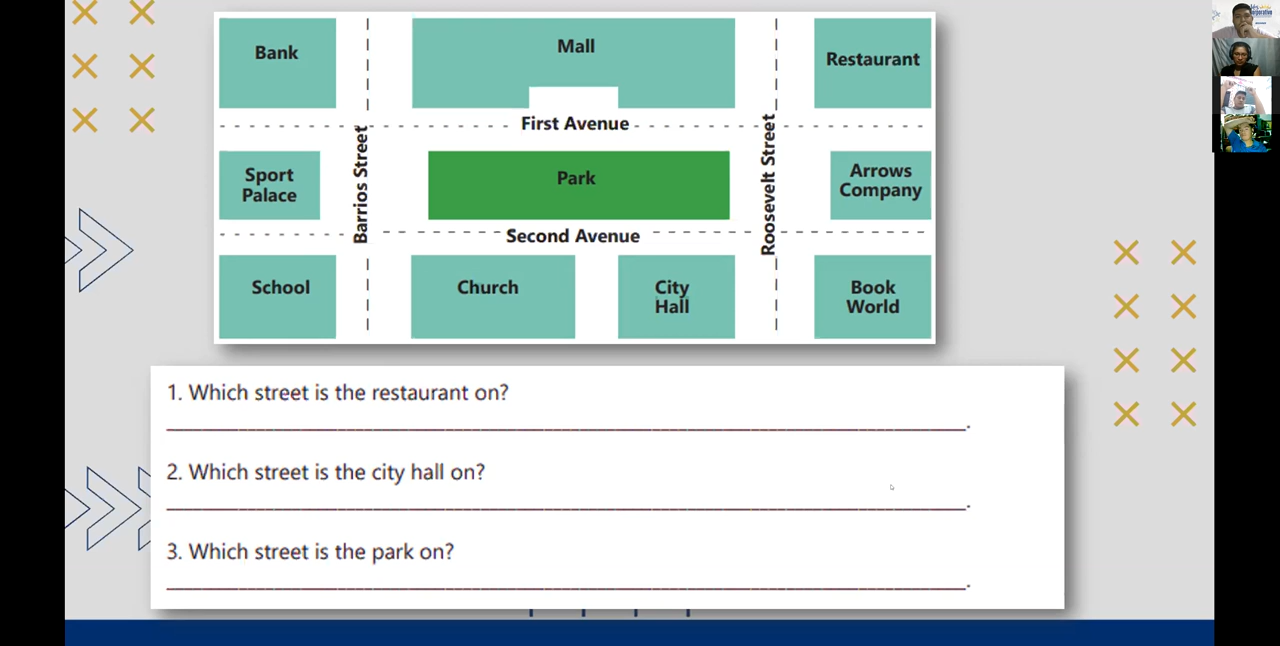 Bank
Mall
Restaurant
First Avenue
Barrios Street
Roosevelt Street
Sport
Palace
Park
Arrows
Company
Second Avenue
School
Church
City
Hall
Book
World
1. Which street is the restaurant on?
2. Which street is the city hall on?
3. Which street is the park on?